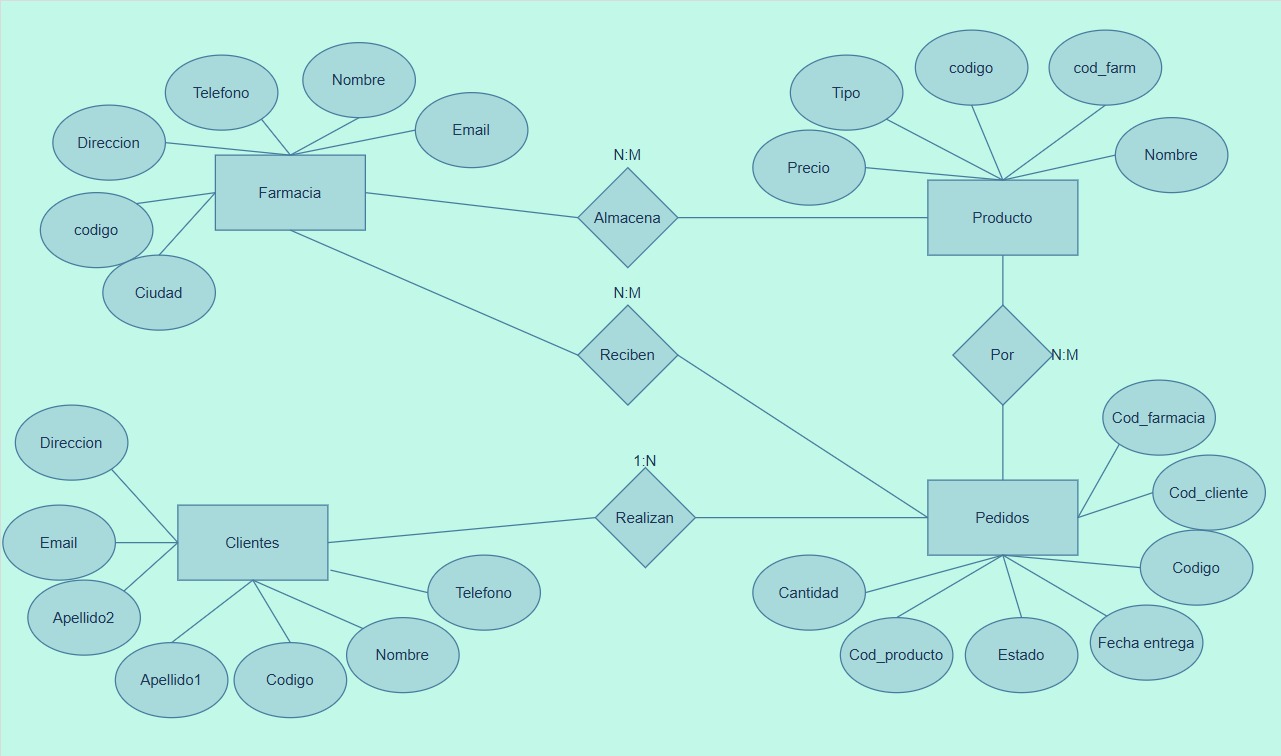 Telefono
Nombre
Email
Direccion
codigo
Ciudad
Farmacia
N:M
Almacena
Tipo
codigo
cod_farm
Precio
Nombre
Producto
N:M
Reciben
Por
N:M
Direccion
Email
Apellido2
Clientes
Apellido1
Codigo
Nombre
Telefono
1:N
Realizan
Cod_farmacia
Cod_cliente
Pedidos
Codigo
Cantidad
Cod_producto
Estado
Fecha entrega